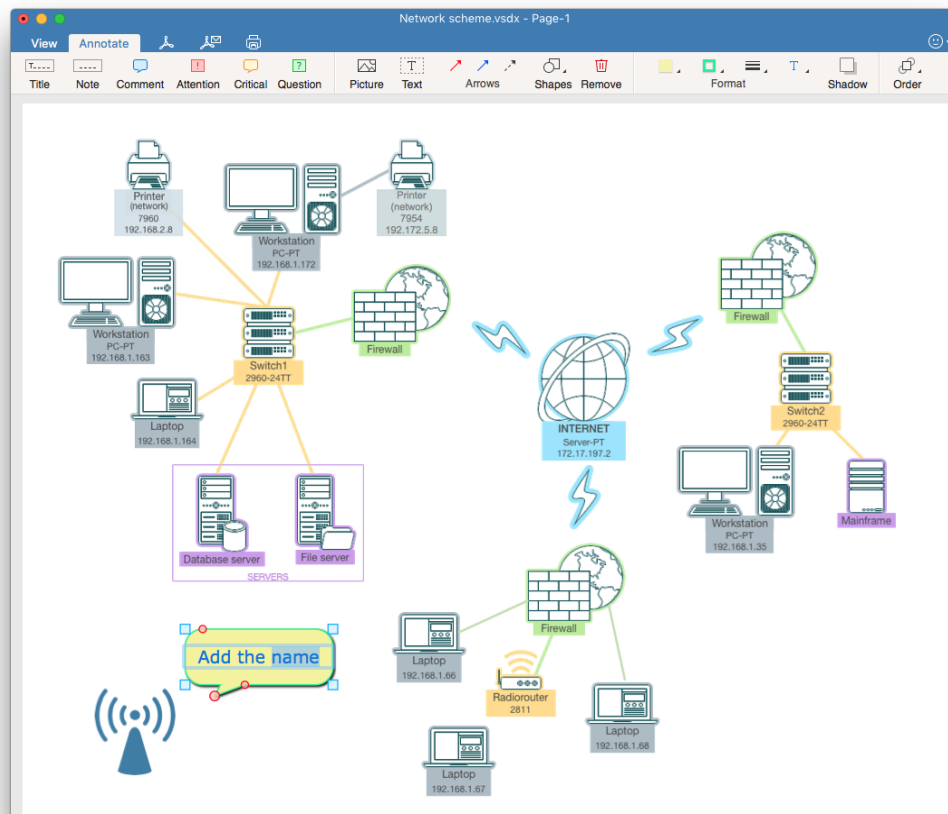 Network scheme.vsdx - Page-1
View
Annotate
T
Title
Note
Comment
!
Attention
Critical
?
Question
Picture
T
Text
Arrows
Shapes
Remove
T
Format
Shadow
Order
Printer
(network)
7960
192.168.2.8
Workstation
PC-PT
192.168.1.172
Printer
(network)
7954
192.172.5.8
Workstation
PC-PT
192.168.1.163
Switch1
2960-24TT
Firewall
Laptop
192.168.1.164
Database server
File server
SERVERS
INTERNET
Server-PT
172.17.197.2
Firewall
Switch2
2960-24TT
Workstation
PC-PT
192.168.1.35
Mainframe
Firewall
Laptop
192.168.1.66
Radiorouter
2811
Laptop
192.168.1.68
Laptop
192.168.1.67
Add the name